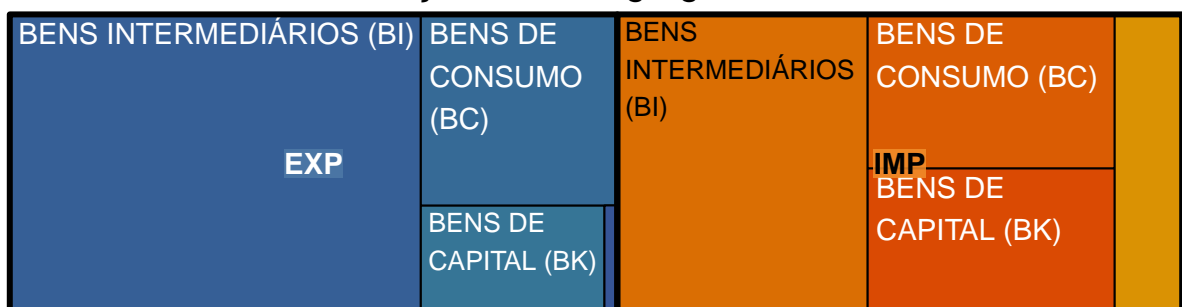 BENS INTERMEDIÁRIOS (BI)
BENS DE
CONSUMO
(BC)
EXP
BENS DE
CAPITAL (BK)
BENS
INTERMEDIÁRIOS
(BI)
BENS DE
CONSUMO (BC)
IMP
BENS DE
CAPITAL (BK)